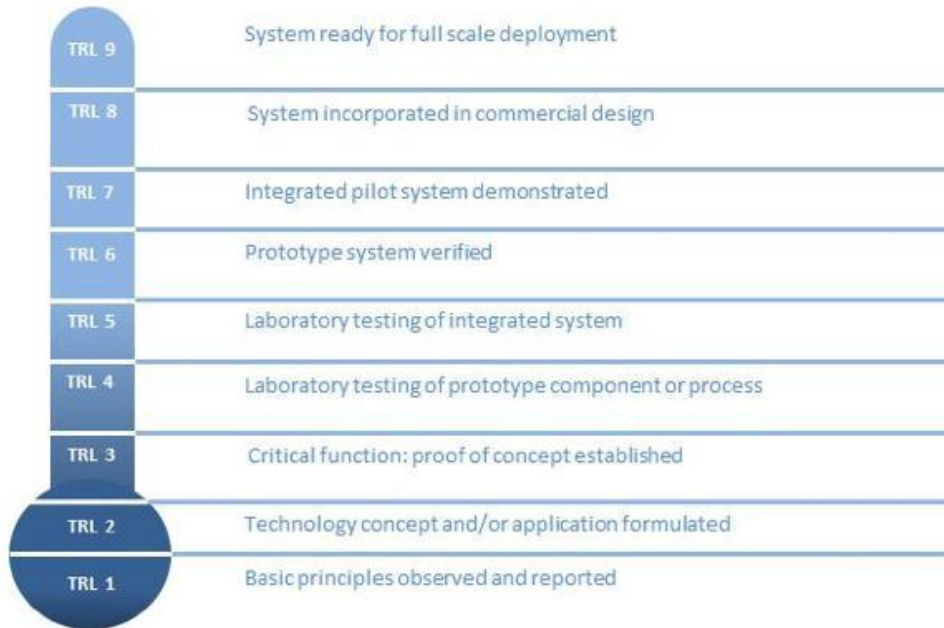 TRL 9 System ready for full scale deployment
TRL 8 System incorporated in commercial design
TRL 7 Integrated pilot system demonstrated
TRL 6 Prototype system verified
TRL 5 Laboratory testing of integrated system
TRL 4 Laboratory testing of prototype component or process
TRL 3 Critical function: proof of concept established
TRL 2 Technology concept and/or application formulated
TRL 1 Basic principles observed and reported